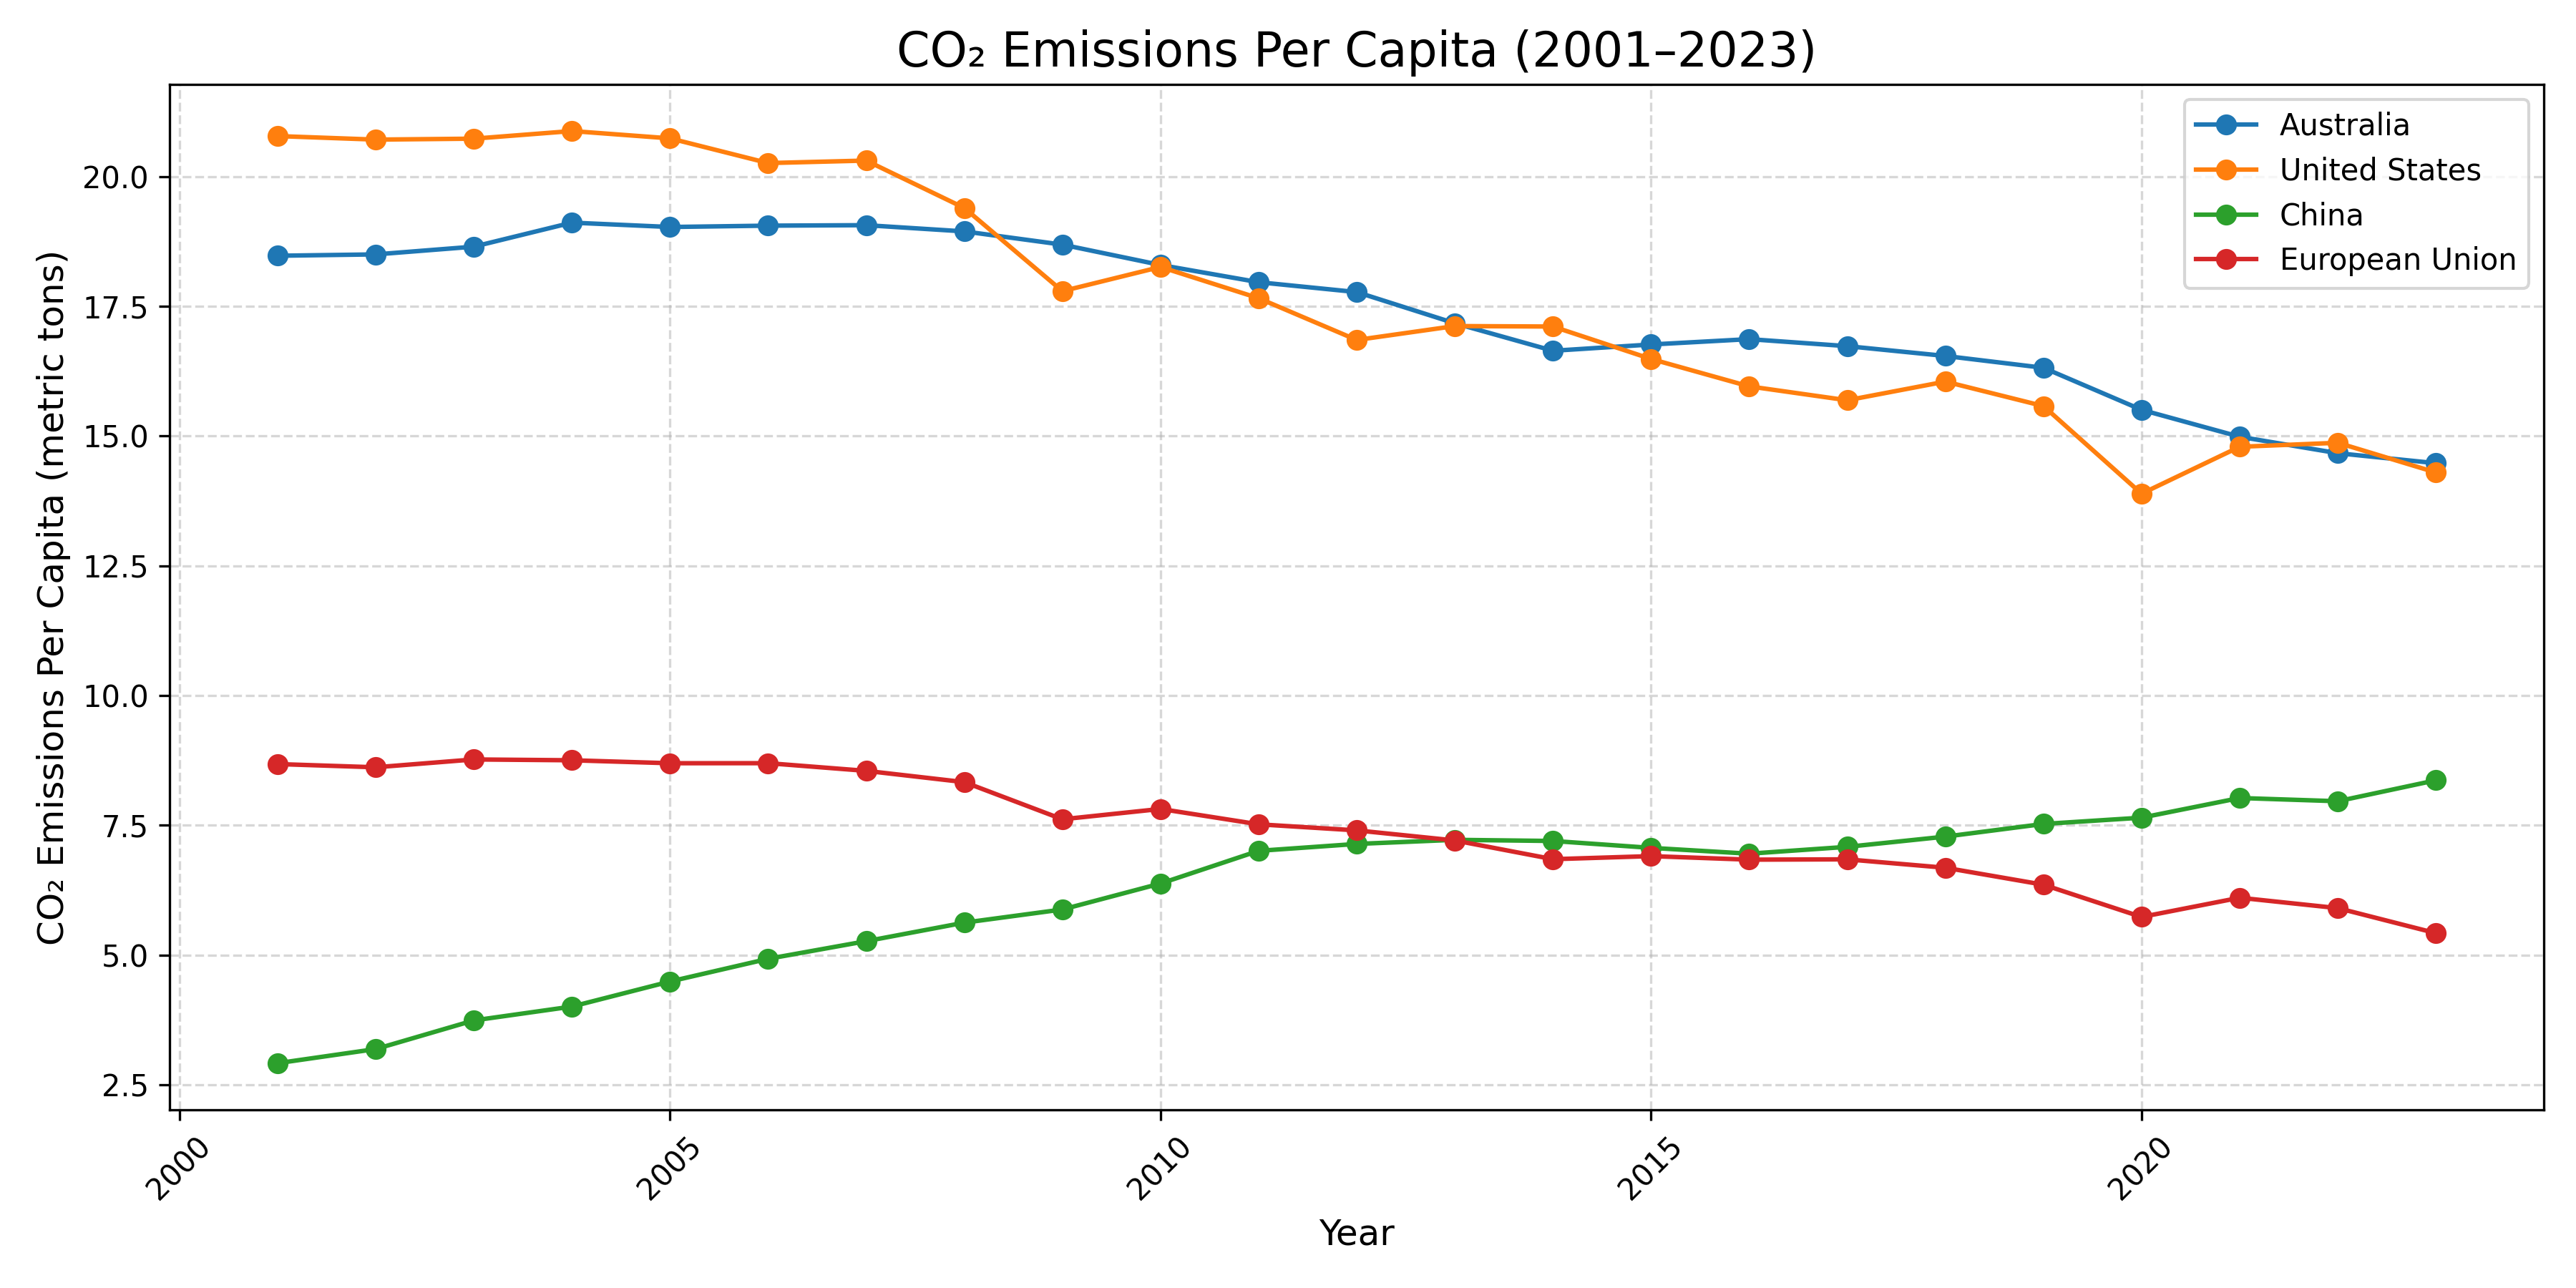 CO₂ Emissions Per Capita (2001–2023)
Australia
United States
China
European Union
CO₂ Emissions Per Capita (metric tons)
20.0
17.5
15.0
12.5
10.0
7.5
5.0
2.5
2000
2005
2010
2015
2020
Year